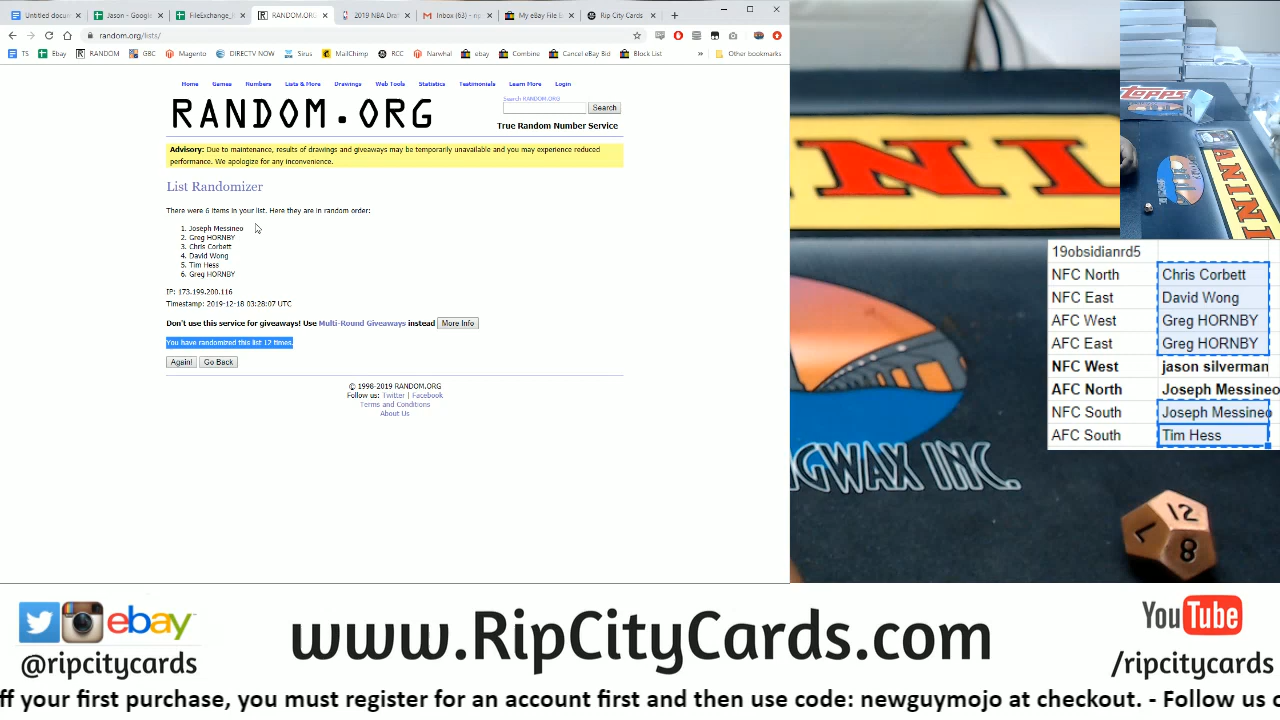 Untitled docum
Jason - Googl
FileExchange_
RANDOM.ORG
2019 NBA Dra
Inbox (63) - r
My eBay File E
Rip City Cards
random.org/lists/
TS Ebay RANDOM GBC Magento DIRECTV NOW Sirus MailChimp RCC Narwhal ebay Combine Cancel eBay Bid Block List » Other bookmarks
Home Games Numbers Lists & More Drawings Web Tools Statistics Testimonials Learn More Login
RANDOM.ORG
Search RANDOM.ORG
Search
True Random Number Service
Advisory: Due to maintenance, results of drawings and giveaways may be temporarily unavailable and you may experience reduced
performance. We apologize for any inconvenience.
List Randomizer
There were 6 items in your list. Here they are in random order:
1. Joseph Messineo
2. Greg HORNBY
3. Chris Corbett
4. David Wong
5. Tim Hess
6. Greg HORNBY
IP: 173.199.200.116
Timestamp: 2019-12-18 03:28:07 UTC
Don't use this service for giveaways! Use Multi-Round Giveaways instead More Info
You have randomized this list 12 times.
Again! Go Back
© 1998-2019 RANDOM.ORG
Follow us: Twitter | Facebook
Terms and Conditions
About Us
topps
ANINI
ANINI
GWAX INC.
19obsidianrd5
NFC North Chris Corbett
NFC East David Wong
AFC West Greg HORNBY
AFC East Greg HORNBY
NFC West jason silverman
AFC North Joseph Messineo
NFC South Joseph Messineo
AFC South Tim Hess
12
7
8
ebay
@ripcitycards
www.RipCityCards.com
YouTube
/ripcitycards
ff your first purchase, you must register for an account first and then use code: newguymojo at checkout. - Follow us o